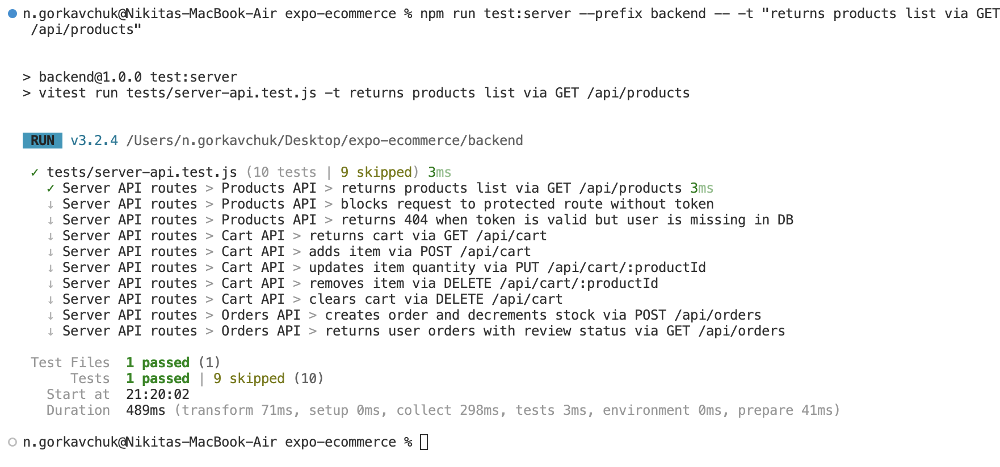 n.gorkavchuk@Nikitas-MacBook-Air expo-ecommerce % npm run test:server --prefix backend -- -t "returns products list via GET
/api/products"
> backend@1.0.0 test:server
> vitest run tests/server-api.test.js -t returns products list via GET /api/products
RUN v3.2.4 /Users/n.gorkavchuk/Desktop/expo-ecommerce/backend
✓ tests/server-api.test.js (10 tests | 9 skipped) 3ms
✓ Server API routes > Products API > returns products list via GET /api/products 3ms
↓ Server API routes > Products API > blocks request to protected route without token
↓ Server API routes > Products API > returns 404 when token is valid but user is missing in DB
↓ Server API routes > Cart API > returns cart via GET /api/cart
↓ Server API routes > Cart API > adds item via POST /api/cart
↓ Server API routes > Cart API > updates item quantity via PUT /api/cart/:productId
↓ Server API routes > Cart API > removes item via DELETE /api/cart/:productId
↓ Server API routes > Cart API > clears cart via DELETE /api/cart
↓ Server API routes > Orders API > creates order and decrements stock via POST /api/orders
↓ Server API routes > Orders API > returns user orders with review status via GET /api/orders
Test Files 1 passed (1)
Tests 1 passed | 9 skipped (10)
Start at 21:20:02
Duration 489ms (transform 71ms, setup 0ms, collect 298ms, tests 3ms, environment 0ms, prepare 41ms)
n.gorkavchuk@Nikitas-MacBook-Air expo-ecommerce %